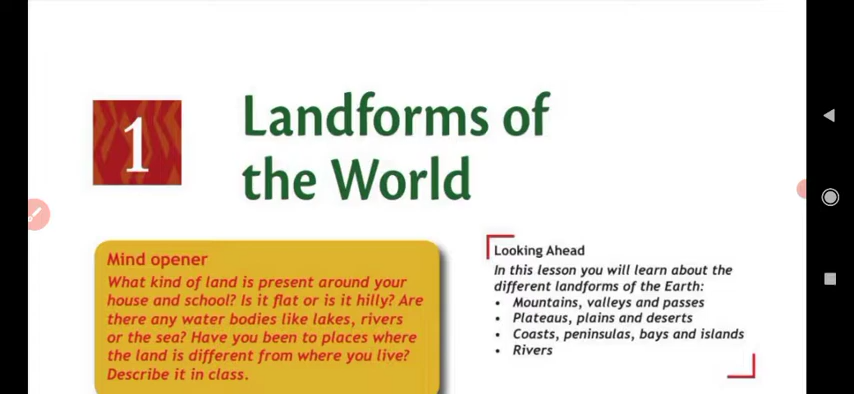 1
Landforms of
the World
Mind opener
What kind of land is present around your
house and school? Is it flat or is it hilly? Are
there any water bodies like lakes, rivers
or the sea? Have you been to places where
the land is different from where you live?
Describe it in class.
Looking Ahead
In this lesson you will learn about the
different landforms of the Earth:
• Mountains, valleys and passes
• Plateaus, plains and deserts
• Coasts, peninsulas, bays and islands
• Rivers